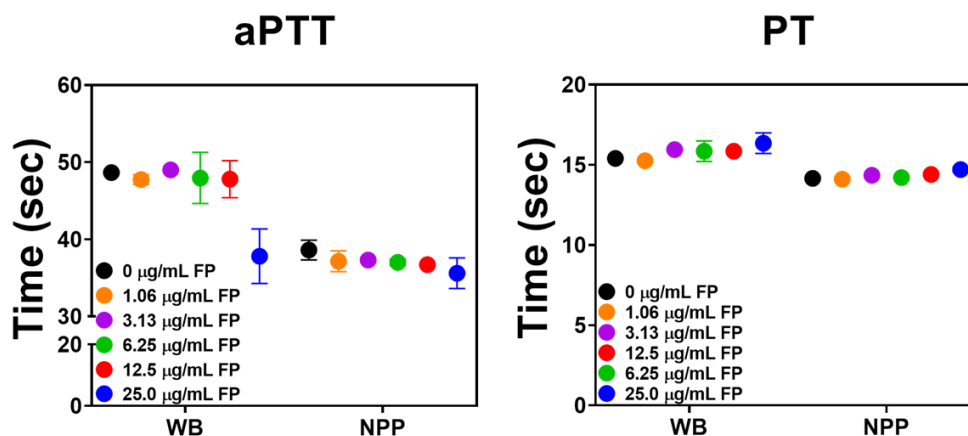 aPTT
Time (sec)
60
50
40
30
20
0
0 μg/mL FP
1.06 μg/mL FP
3.13 μg/mL FP
6.25 μg/mL FP
12.5 μg/mL FP
25.0 μg/mL FP
WB NPP
PT
Time (sec)
20
15
10
5
0
0 μg/mL FP
1.06 μg/mL FP
3.13 μg/mL FP
12.5 μg/mL FP
6.25 μg/mL FP
25.0 μg/mL FP
WB NPP